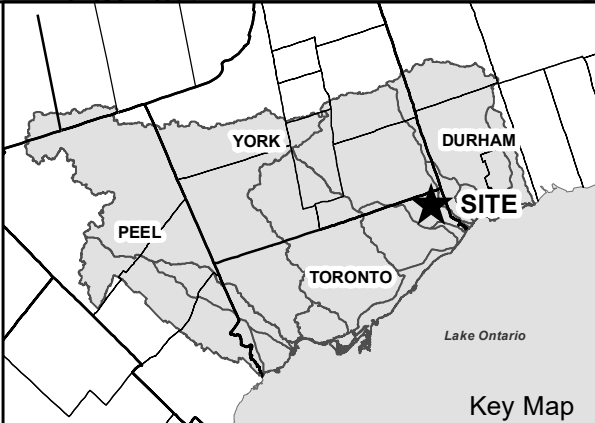 YORK
DURHAM
SITE
PEEL
TORONTO
Lake Ontario
Key Map